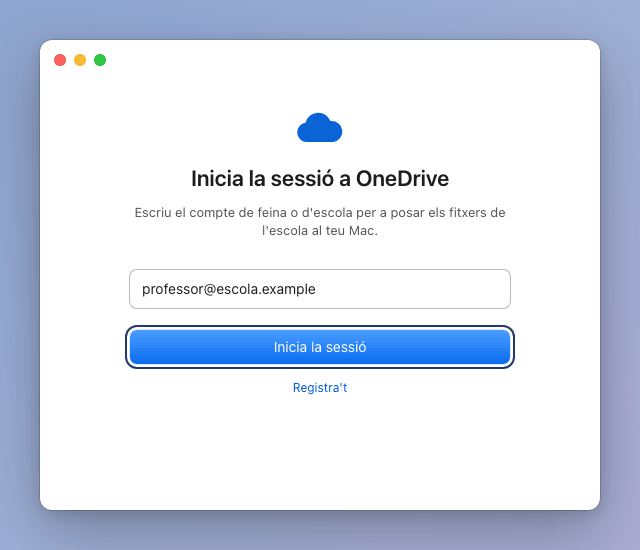 Inicia la sessió a OneDrive
Escriu el compte de feina o d'escola per a posar els fitxers de
l'escola al teu Mac.
professor@escola.example
Inicia la sessió
Registra't